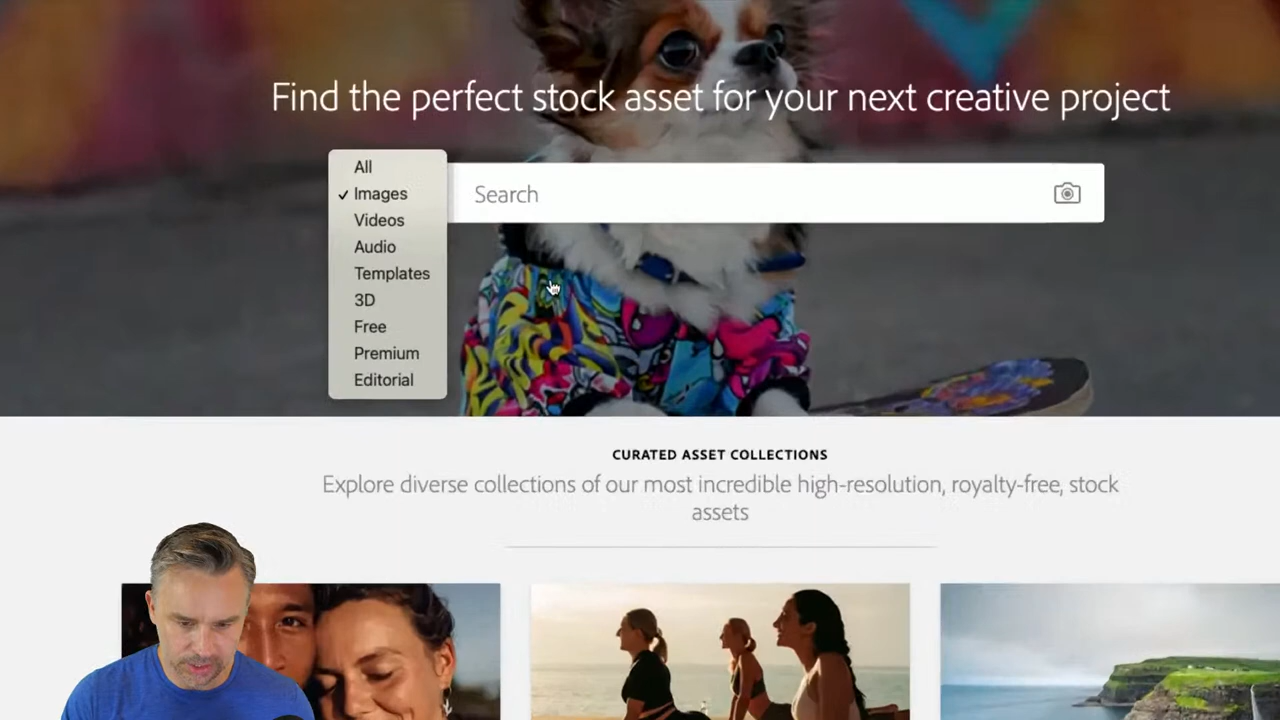 Find the perfect stock asset for your next creative project
All
✓ Images
Search
Videos
Audio
Templates
3D
Free
Premium
Editorial
CURATED ASSET COLLECTIONS
Explore diverse collections of our most incredible high-resolution, royalty-free, stock
assets